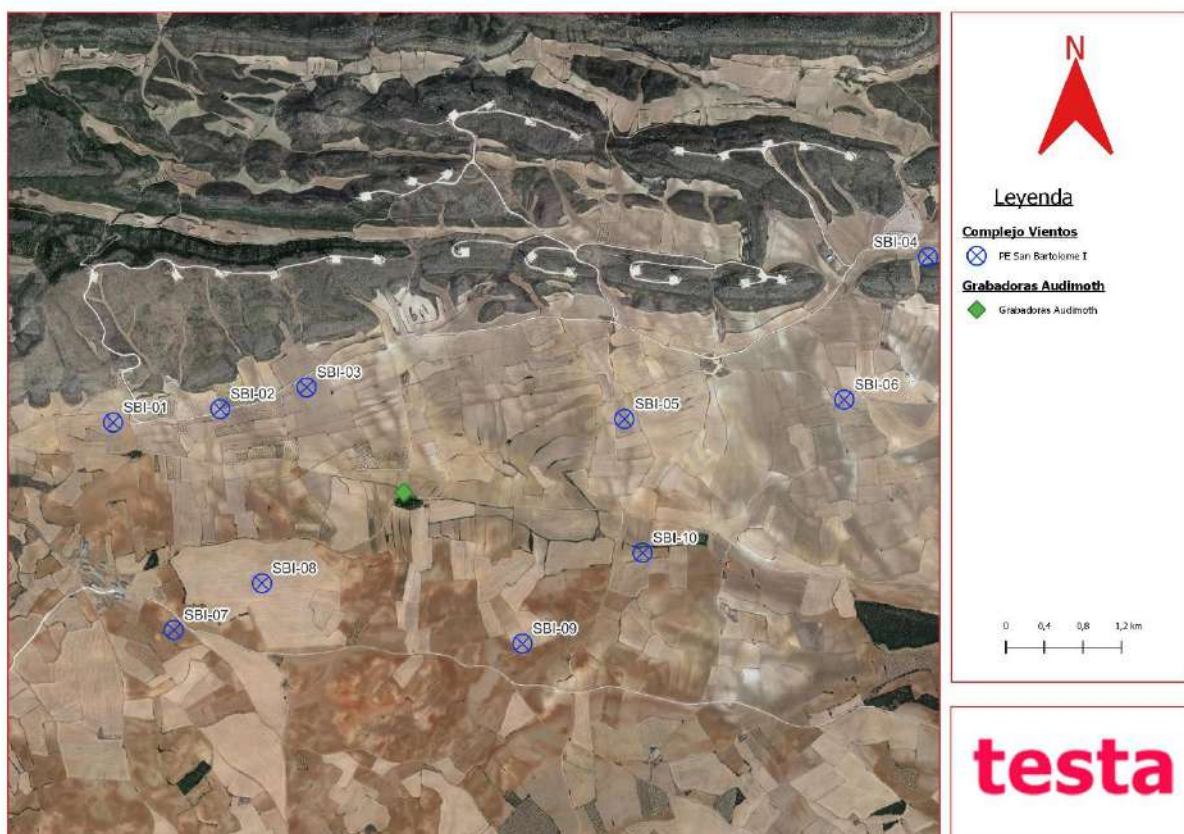 N
Leyenda
Complejo Vientos
PE San Bartolome I
Grabadoras Audimoth
Grabadoras Audimoth
SBI-04
SBI-03
SBI-06
SBI-02
SBI-01
SBI-05
SBI-10
SBI-08
SBI-07
SBI-09
0 0,4 0,8 1,2 km
testa